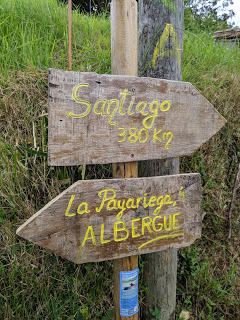 Santiago
380 Km
La Payariega,
ALBERGUE